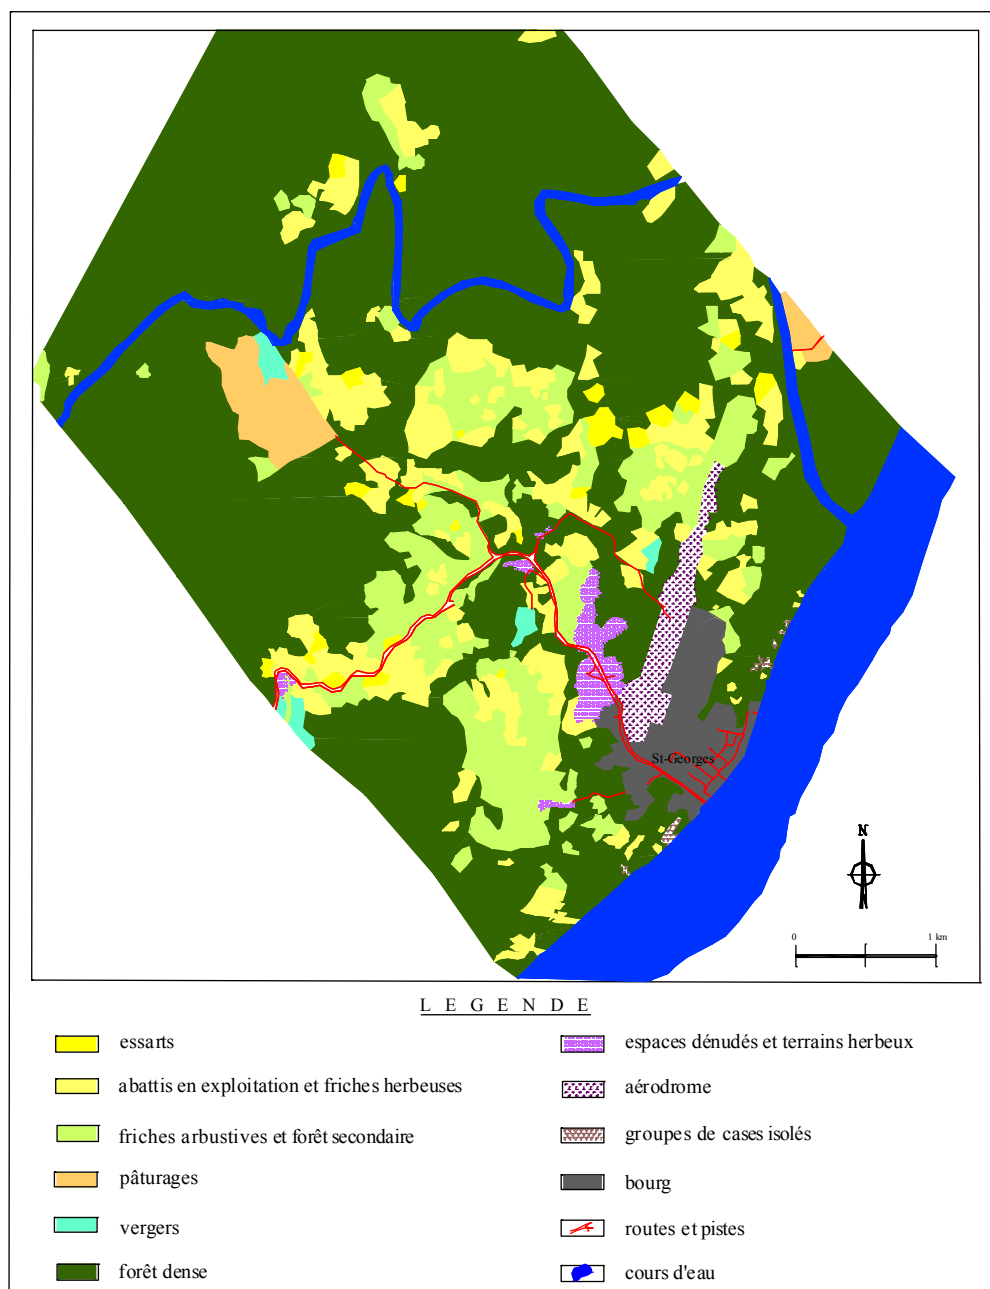 St-Georges
N
0
1 km
L E G E N D E
essarts
abattis en exploitation et friches herbeuses
friches arbustives et forêt secondaire
pâturages
vergers
forêt dense
espaces dénudés et terrains herbeux
aérodrome
groupes de cases isolés
bourg
routes et pistes
cours d'eau